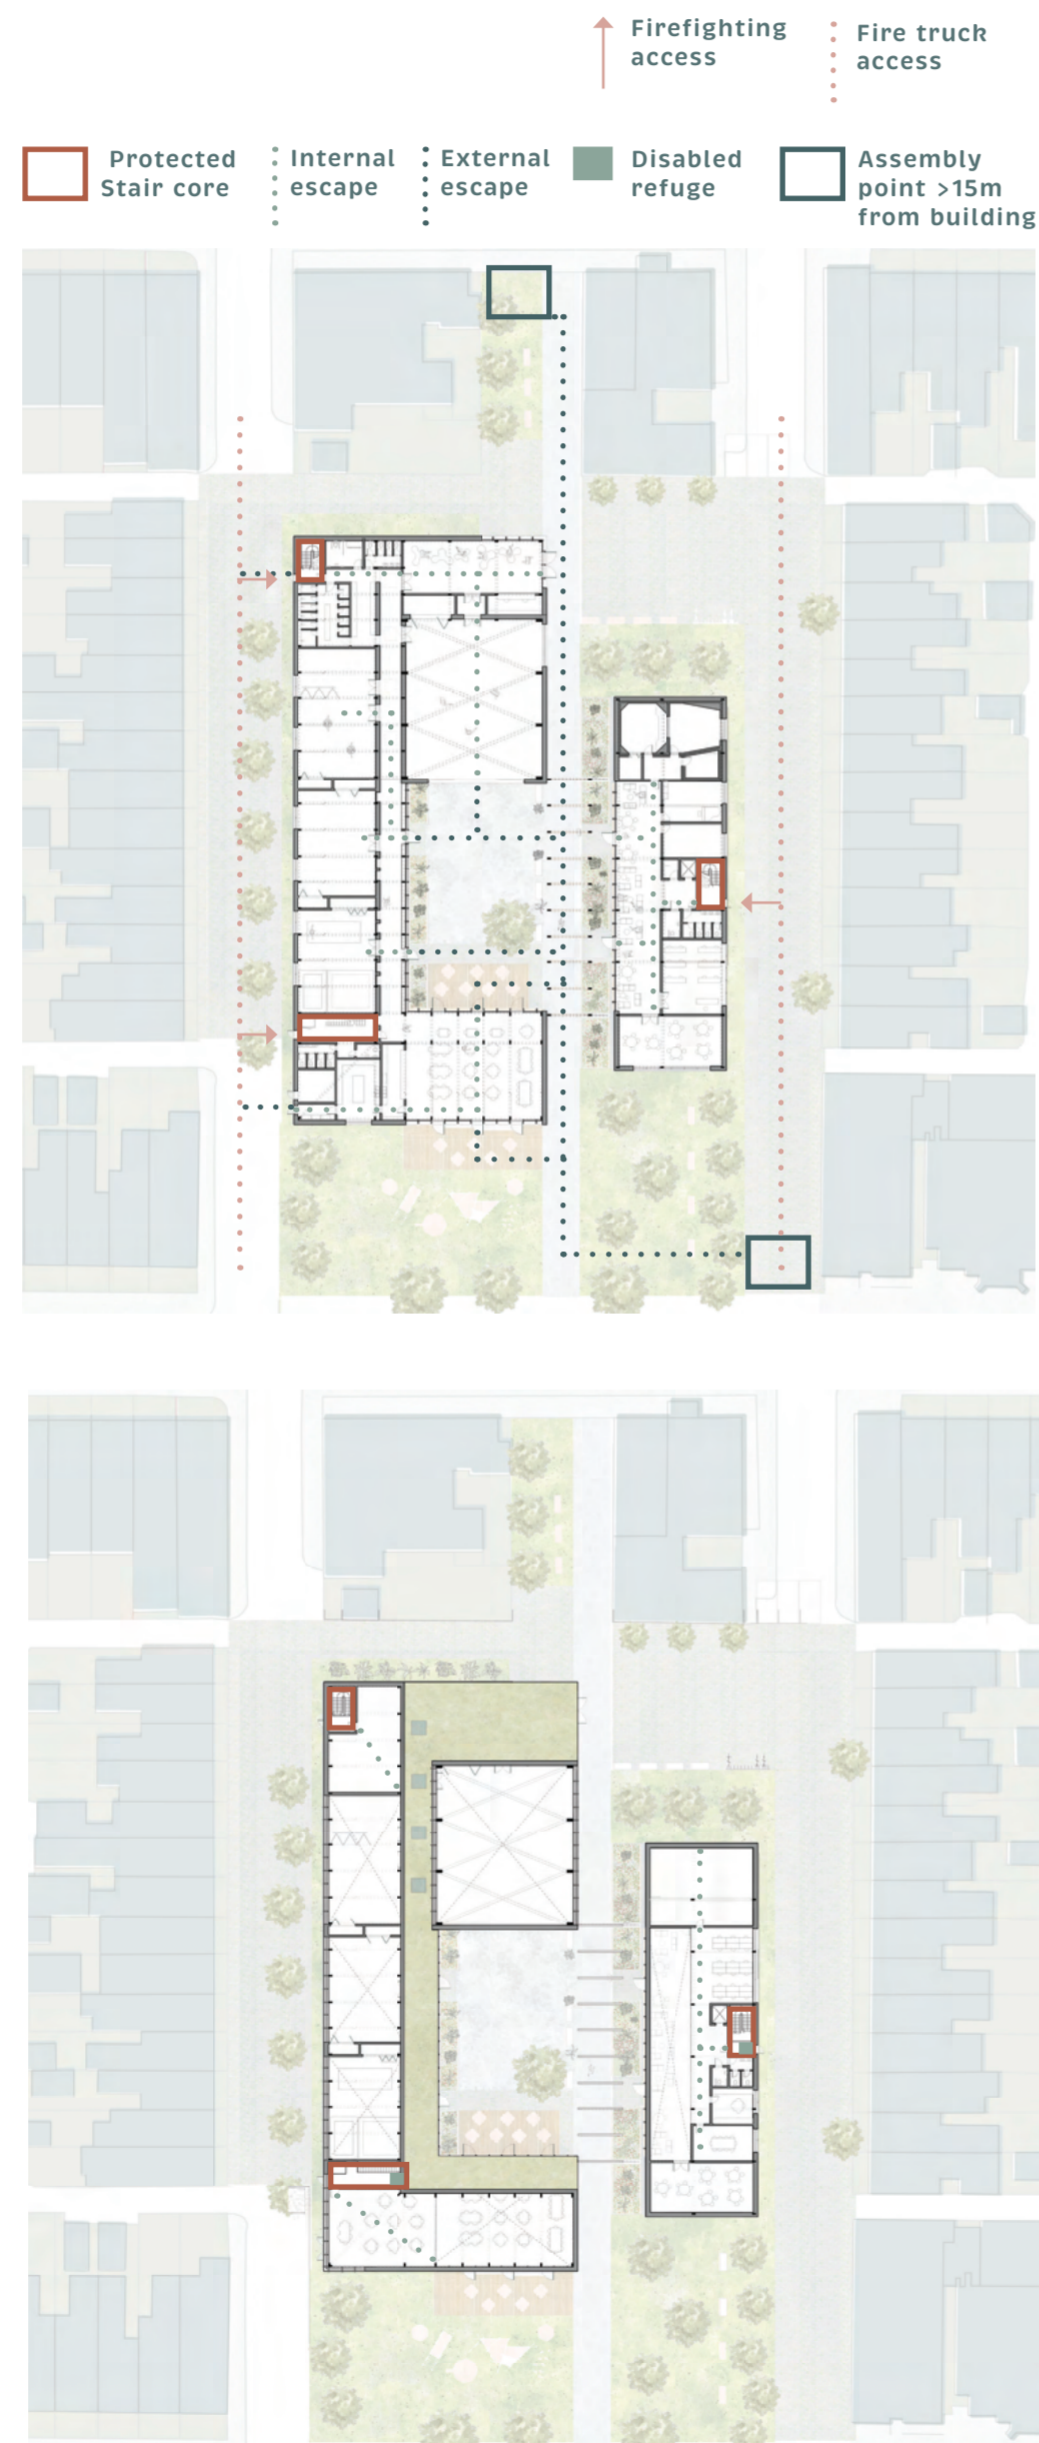 Firefighting
access
Fire truck
access
Protected
Stair core
Internal
escape
External
escape
Disabled
refuge
Assembly
point >15m
from building